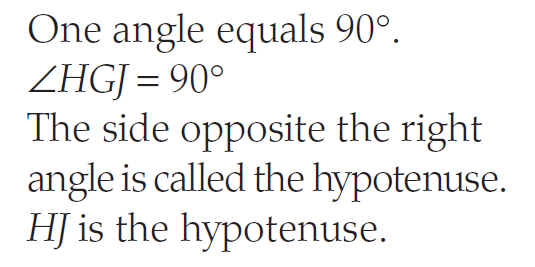 One angle equals 90°.
∠HGJ = 90°
The side opposite the right
angle is called the hypotenuse.
HJ is the hypotenuse.